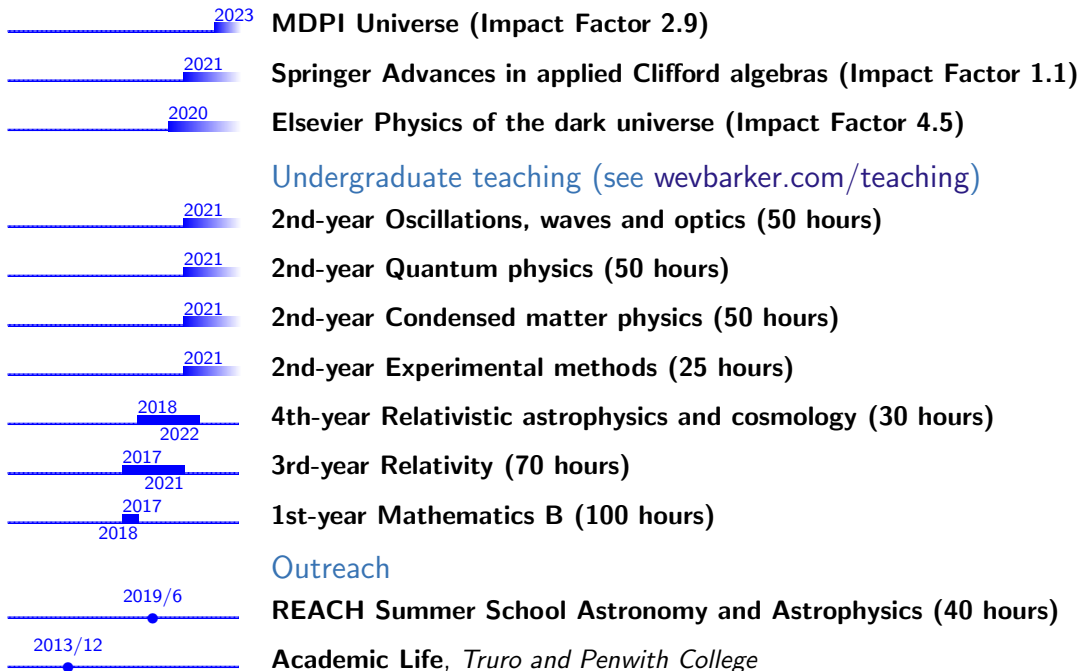 2023 MDPI Universe (Impact Factor 2.9)
2021 Springer Advances in applied Clifford algebras (Impact Factor 1.1)
2020 Elsevier Physics of the dark universe (Impact Factor 4.5)
Undergraduate teaching (see wevbarker.com/teaching)
2021 2nd-year Oscillations, waves and optics (50 hours)
2021 2nd-year Quantum physics (50 hours)
2021 2nd-year Condensed matter physics (50 hours)
2021 2nd-year Experimental methods (25 hours)
2018 4th-year Relativistic astrophysics and cosmology (30 hours)
2022
2017 3rd-year Relativity (70 hours)
2021
2017 1st-year Mathematics B (100 hours)
2018
Outreach
2019/6 REACH Summer School Astronomy and Astrophysics (40 hours)
2013/12 Academic Life, Truro and Penwith College